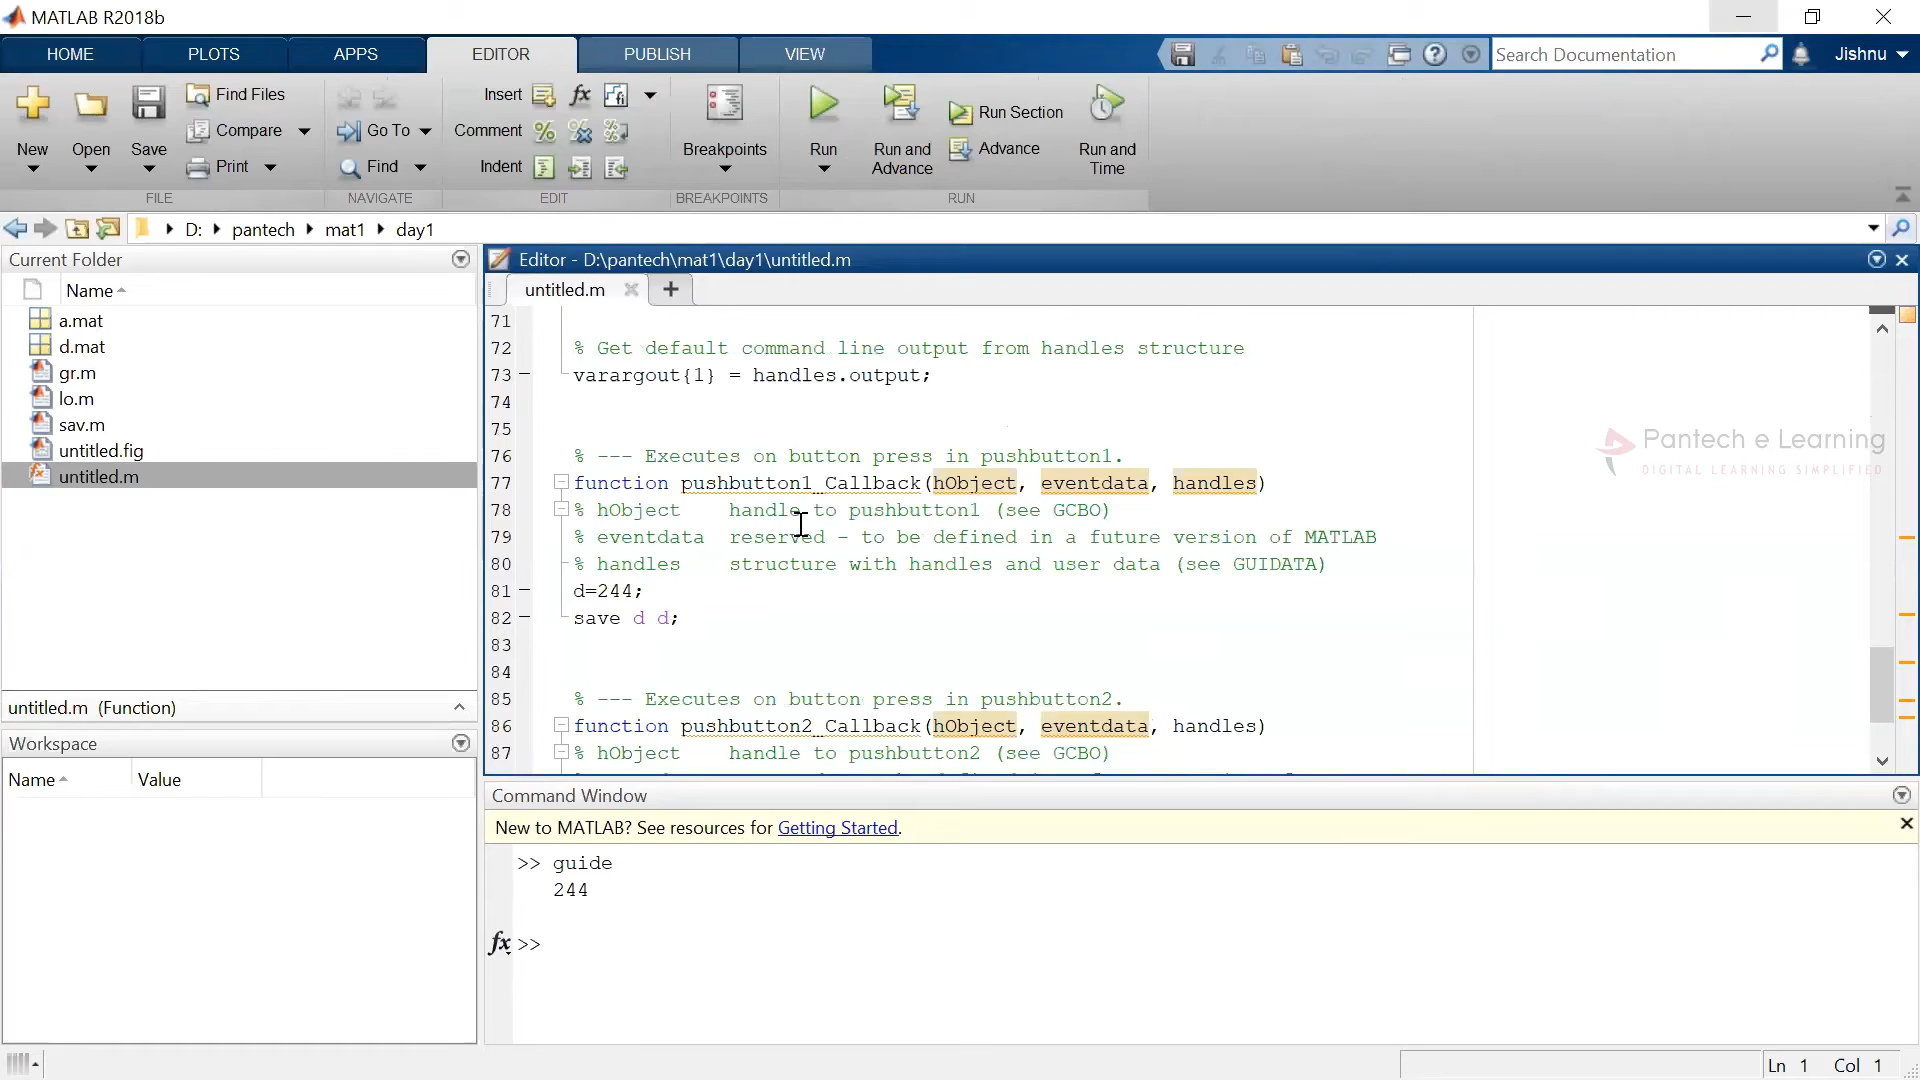 MATLAB R2018b
HOME PLOTS APPS EDITOR PUBLISH VIEW Search Documentation Jishnu
New Open Save Find Files Compare Print Go To Find Insert fx Comment Indent Breakpoints Run Run and Advance Run Section Advance Run and Time
FILE NAVIGATE EDIT BREAKPOINTS RUN
D: pantech mat1 day1
Current Folder
Name
a.mat
d.mat
gr.m
lo.m
sav.m
untitled.fig
untitled.m
untitled.m (Function)
Workspace
Name Value
Editor - D:\pantech\mat1\day1\untitled.m
untitled.m
71
72 % Get default command line output from handles structure
73 varargout{1} = handles.output;
74
75
76 % --- Executes on button press in pushbutton1.
77 function pushbutton1_Callback(hObject, eventdata, handles)
78 % hObject handle to pushbutton1 (see GCBO)
79 % eventdata reserved - to be defined in a future version of MATLAB
80 % handles structure with handles and user data (see GUIDATA)
81 d=244;
82 save d d;
83
84
85 % --- Executes on button press in pushbutton2.
86 function pushbutton2_Callback(hObject, eventdata, handles)
87 % hObject handle to pushbutton2 (see GCBO)
Pantech e Learning
DIGITAL LEARNING SIMPLIFIED
Command Window
New to MATLAB? See resources for Getting Started.
>> guide
244
fx >>
Ln 1 Col 1